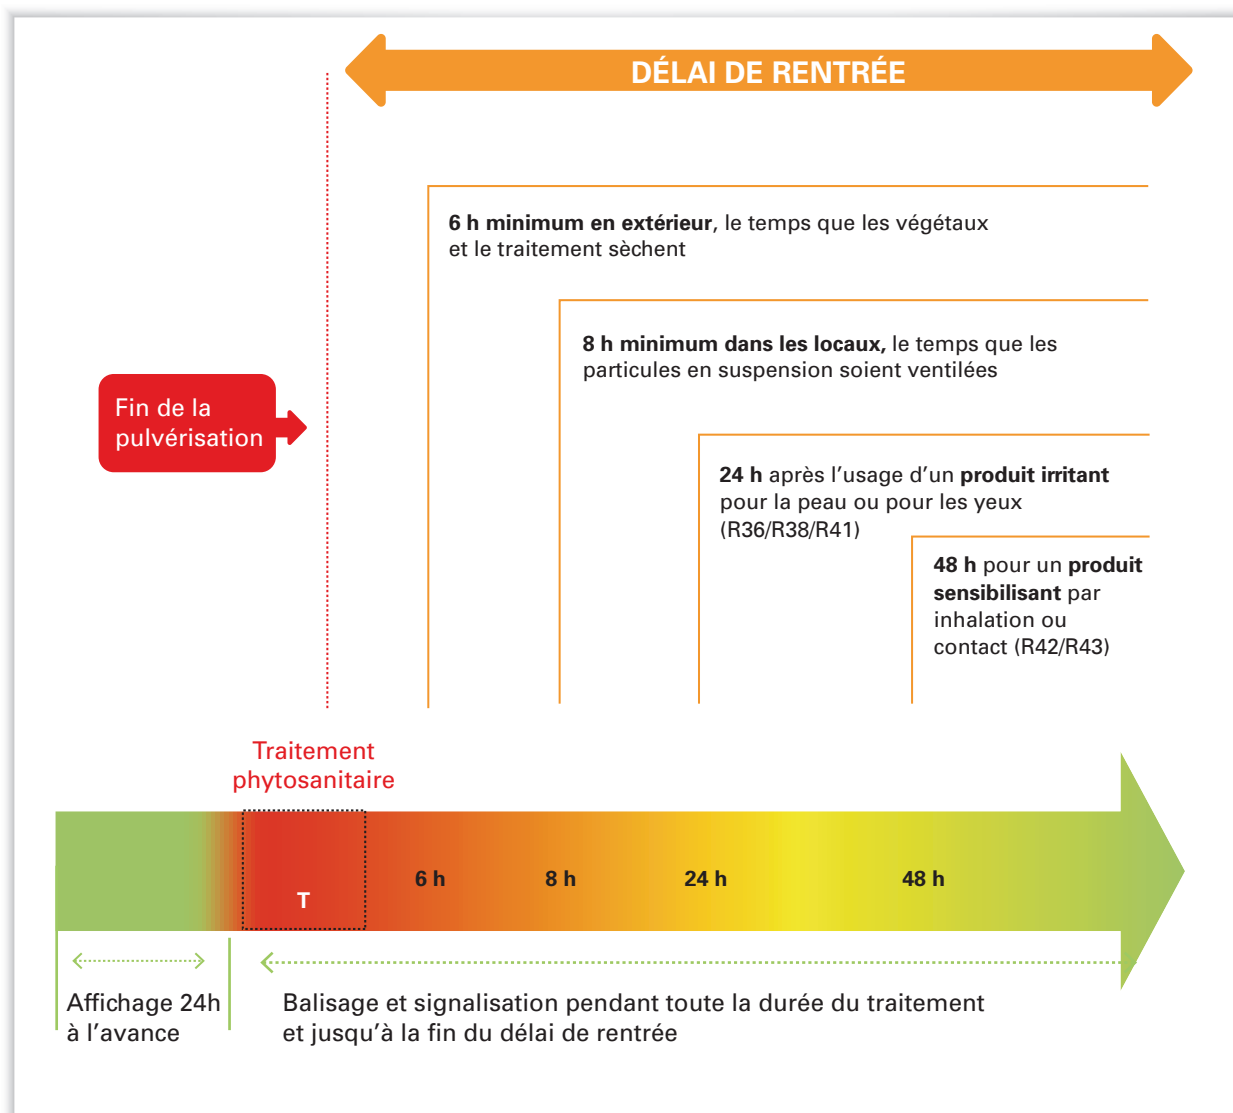 DÉLAI DE RENTRÉE
6 h minimum en extérieur, le temps que les végétaux
et le traitement sèchent
8 h minimum dans les locaux, le temps que les
particules en suspension soient ventilées
Fin de la
pulvérisation
24 h après l’usage d’un produit irritant
pour la peau ou pour les yeux
(R36/R38/R41)
48 h pour un produit
sensibilisant par
inhalation ou
contact (R42/R43)
Traitement
phytosanitaire
T
6 h
8 h
24 h
48 h
Affichage 24h
à l’avance
Balisage et signalisation pendant toute la durée du traitement
et jusqu’à la fin du délai de rentrée